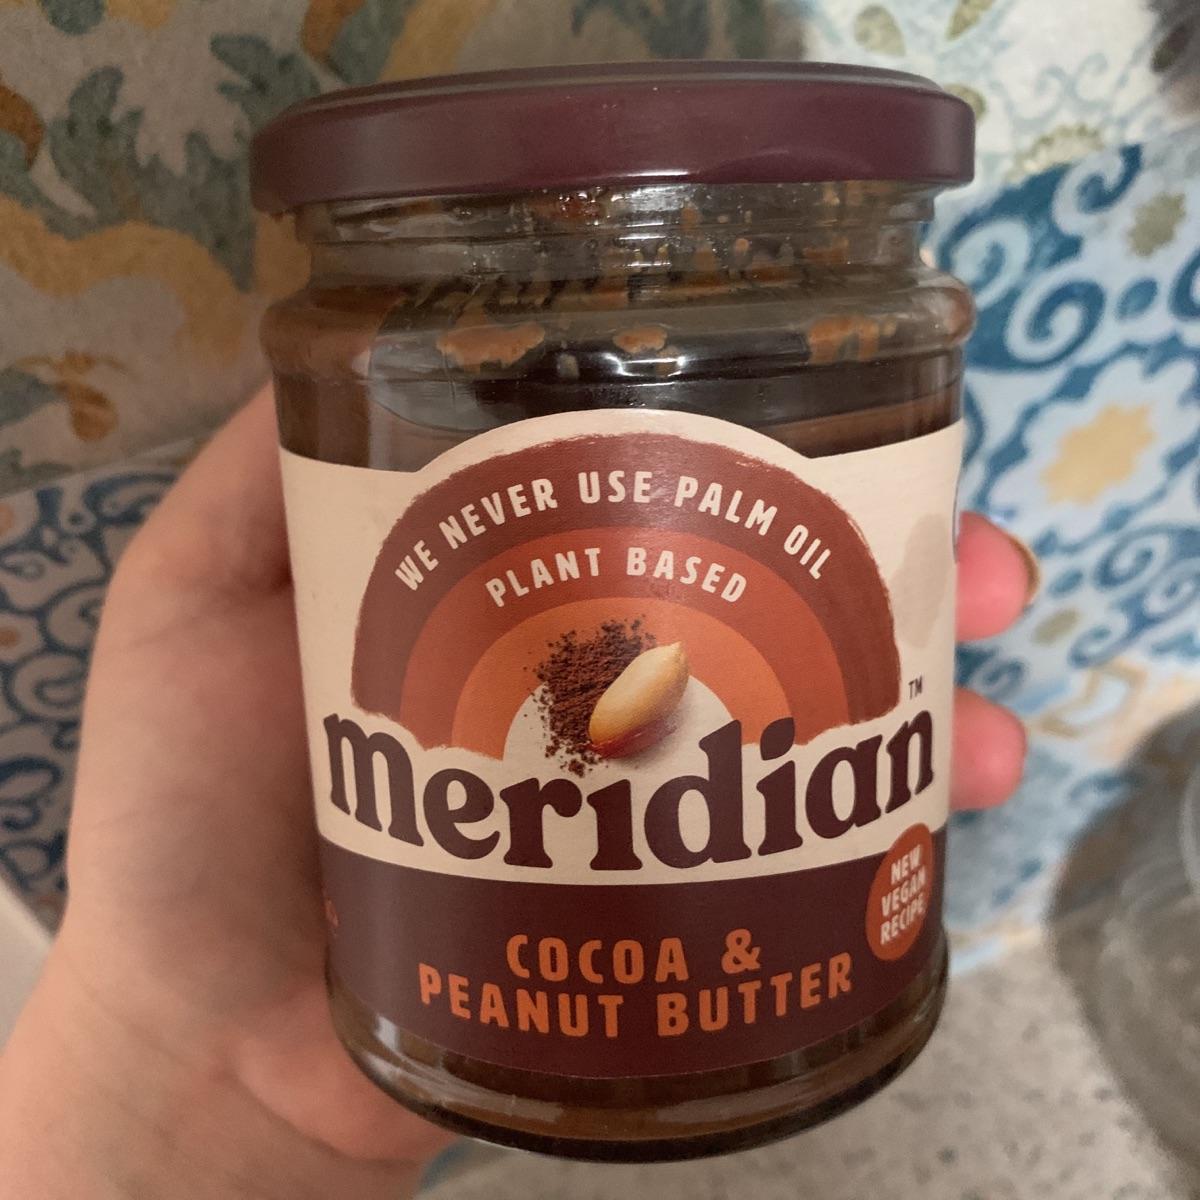 WE NEVER USE PALM OIL
PLANT BASED
meridian™
NEW
VEGAN
RECIPE
COCOA &
PEANUT BUTTER